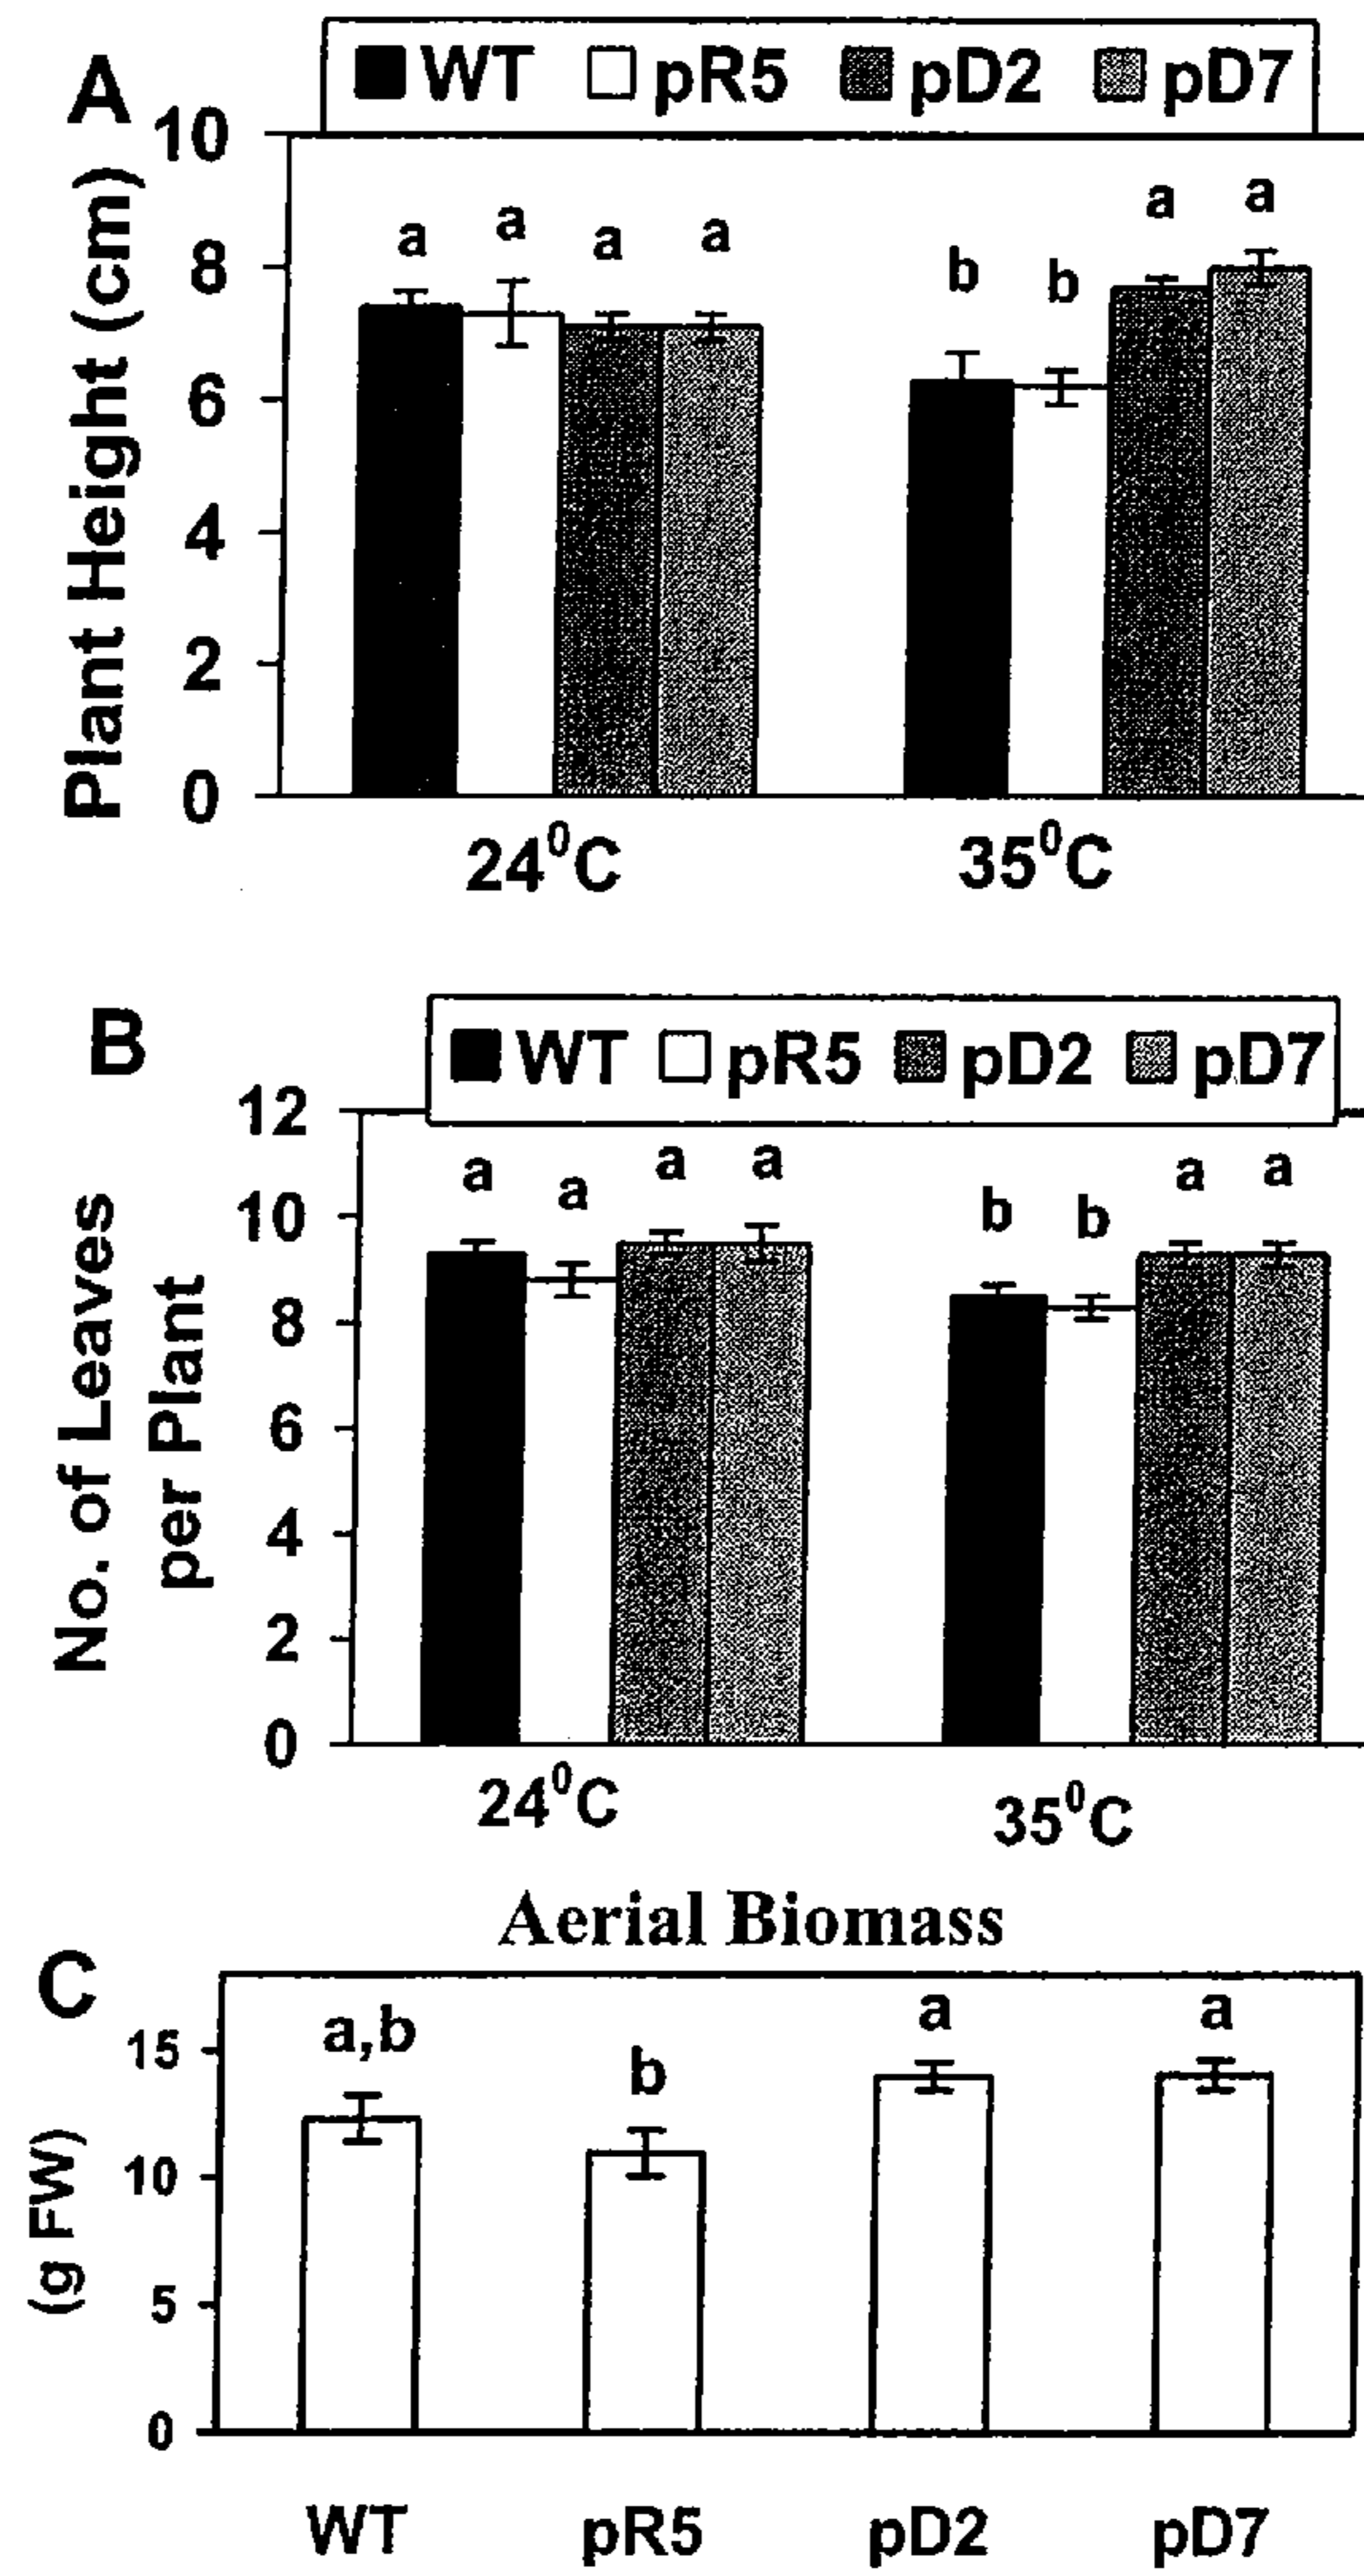 A
WT pR5 pD2 pD7
Plant Height (cm)
10
8
6
4
2
0
a a a a b b a a
24⁰C 35⁰C
B
WT pR5 pD2 pD7
No. of Leaves
per Plant
12
10
8
6
4
2
0
a a a a b b a a
24⁰C 35⁰C
Aerial Biomass
C
(g FW)
15
10
5
0
a,b b a a
WT pR5 pD2 pD7